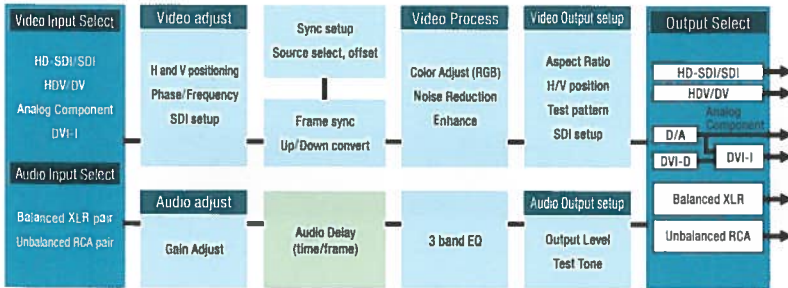 Video Input Select
HD-SDI/SDI
HDV/DV
Analog Component
DVI-I
Audio Input Select
Balanced XLR pair
Unbalanced RCA pair
Video adjust
H and V positioning
Phase/Frequency
SDI setup
Audio adjust
Gain Adjust
Sync setup
Source select, offset
Frame sync
Up/Down convert
Audio Delay
(time/frame)
Video Process
Color Adjust (RGB)
Noise Reduction
Enhance
3 band EQ
Video Output setup
Aspect Ratio
H/V position
Test pattern
SDI setup
Audio Output setup
Output Level
Test Tone
Output Select
HD-SDI/SDI
HDV/DV
Analog
Component
D/A
DVI-D
DVI-I
Balanced XLR
Unbalanced RCA